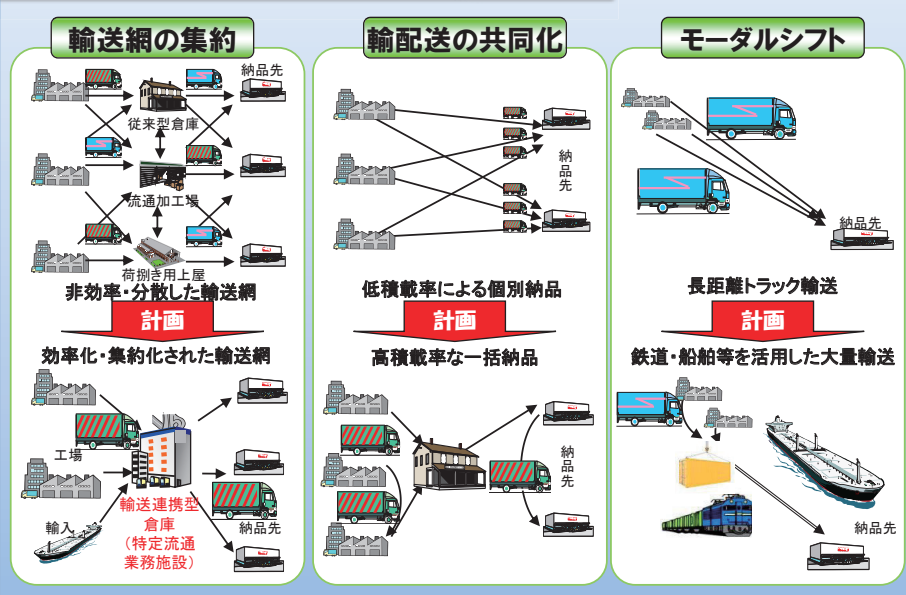 輸送網の集約
納品先
従来型倉庫
流通加工場
荷捌き用上屋
非効率・分散した輸送網
計画
効率化・集約化された輸送網
工場
輸入
輸送連携型
倉庫
(特定流通
業務施設)
納品先
輸配送の共同化
納品先
低積載率による個別納品
計画
高積載率な一括納品
納品先
モーダルシフト
納品先
長距離トラック輸送
計画
鉄道・船舶等を活用した大量輸送
納品先